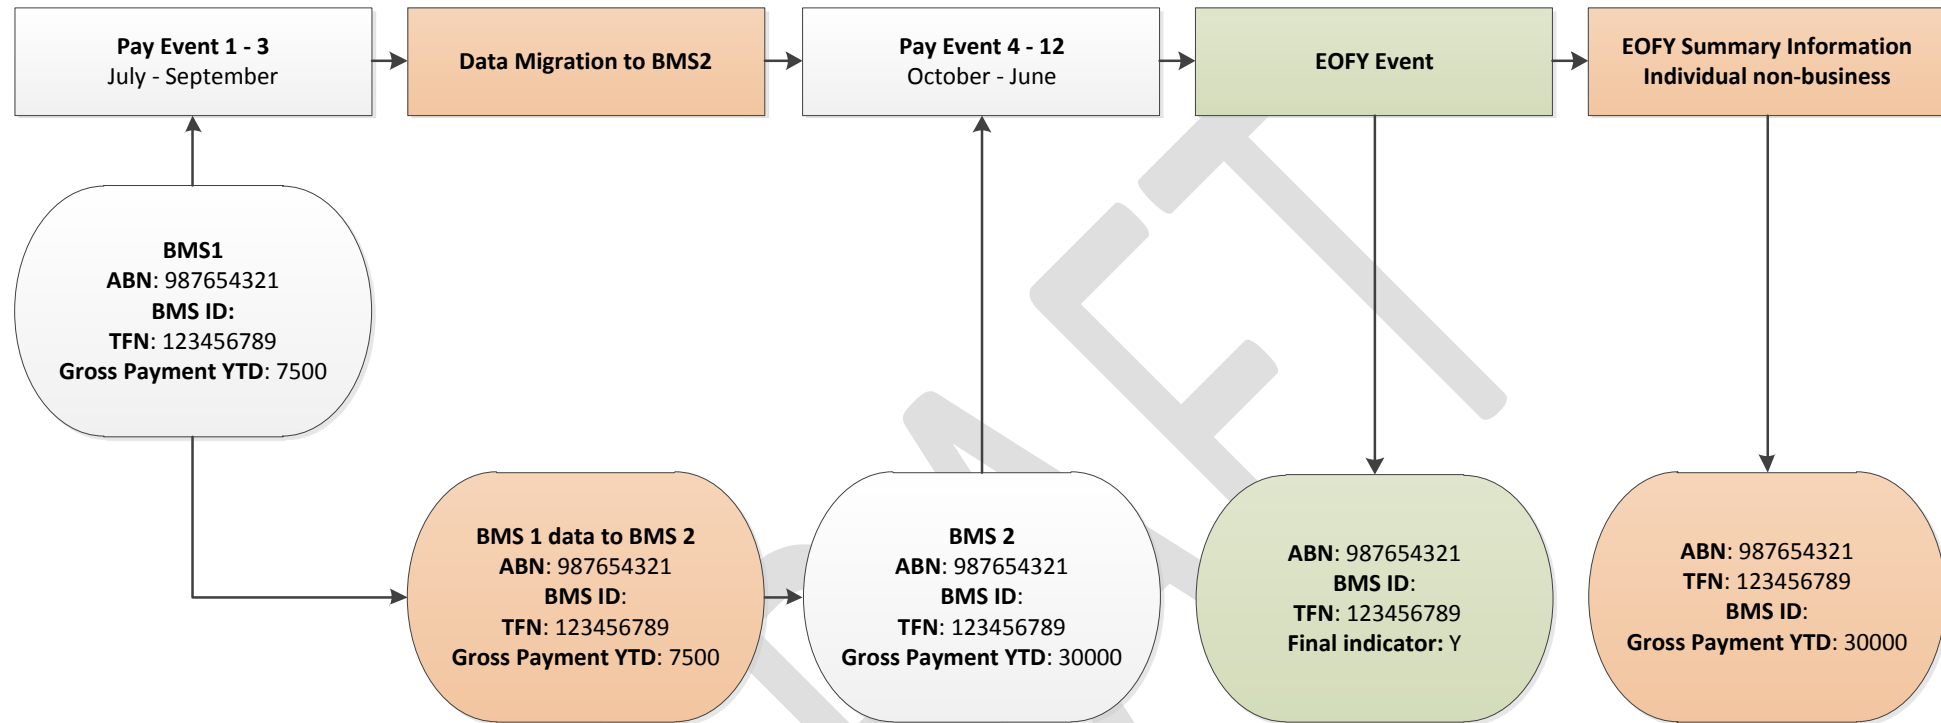 Pay Event 1 - 3
July - September
Data Migration to BMS2
Pay Event 4 - 12
October - June
EOFY Event
EOFY Summary Information
Individual non-business
BMS1
ABN: 987654321
BMS ID:
TFN: 123456789
Gross Payment YTD: 7500
BMS 1 data to BMS 2
ABN: 987654321
BMS ID:
TFN: 123456789
Gross Payment YTD: 7500
BMS 2
ABN: 987654321
BMS ID:
TFN: 123456789
Gross Payment YTD: 30000
ABN: 987654321
BMS ID:
TFN: 123456789
Final indicator: Y
ABN: 987654321
TFN: 123456789
BMS ID:
Gross Payment YTD: 30000